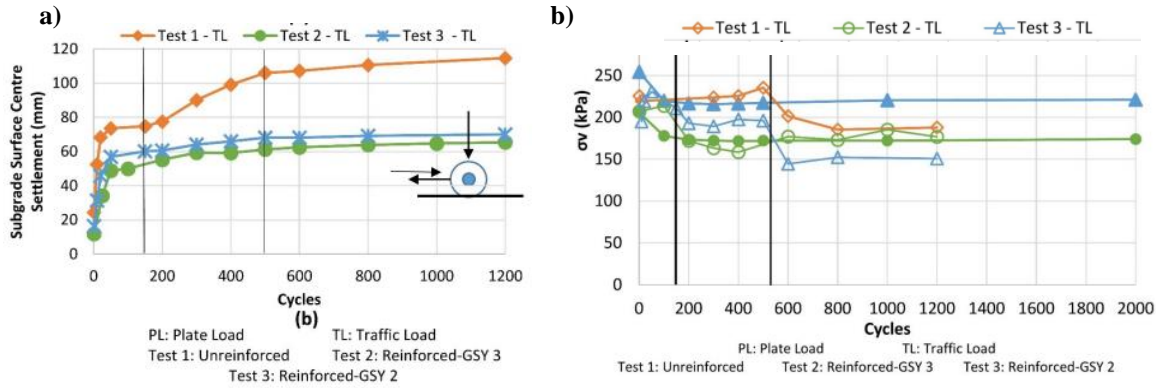 a)
Test 1 - TL Test 2 - TL Test 3 - TL
Subgrade Surface Centre
Settlement (mm)
120
100
80
60
40
20
0
0 200 400 600 800 1000 1200
Cycles
(b)
PL: Plate Load TL: Traffic Load
Test 1: Unreinforced Test 2: Reinforced-GSY 3
Test 3: Reinforced-GSY 2
b)
Test 1 - TL Test 2 - TL Test 3 - TL
σv (kPa)
250
200
150
100
50
0
0 200 400 600 800 1000 1200 1400 1600 1800 2000
Cycles
PL: Plate Load TL: Traffic Load
Test 1: Unreinforced Test 2: Reinforced-GSY 3 Test 3: Reinforced-GSY 2